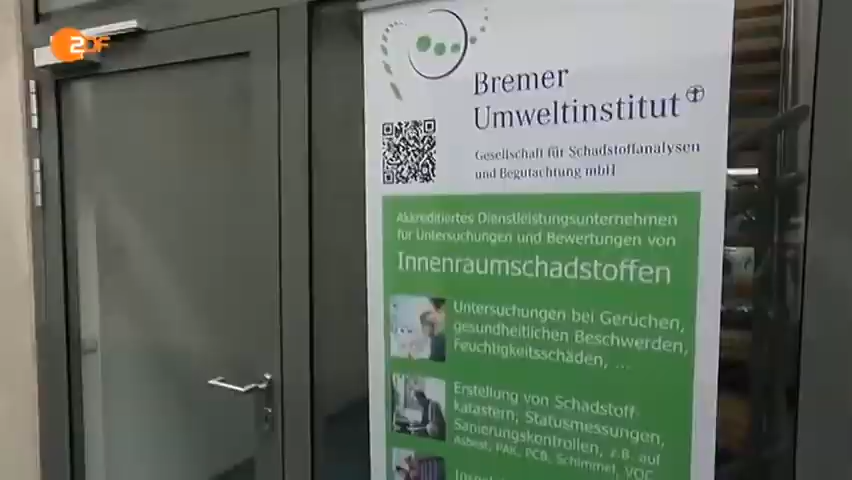 ZDF
Bremer
Umweltinstitut
Gesellschaft für Schadstoffanalysen
und Begutachtung mbH
Akkreditiertes Dienstleistungsunternehmen
für Untersuchungen und Bewertungen von
Innenraumschadstoffen
Untersuchungen bei Gerüchen,
gesundheitlichen Beschwerden,
Feuchtigkeitsschäden, ...
Erstellung von Schadstoff-
katastern, Statusmessungen,
Sanierungskontrollen, z.B. auf
Asbest, PAK, PCB, Schimmel, VOC